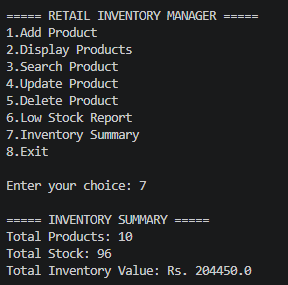 ===== RETAIL INVENTORY MANAGER =====
1.Add Product
2.Display Products
3.Search Product
4.Update Product
5.Delete Product
6.Low Stock Report
7.Inventory Summary
8.Exit
Enter your choice: 7
===== INVENTORY SUMMARY =====
Total Products: 10
Total Stock: 96
Total Inventory Value: Rs. 204450.0